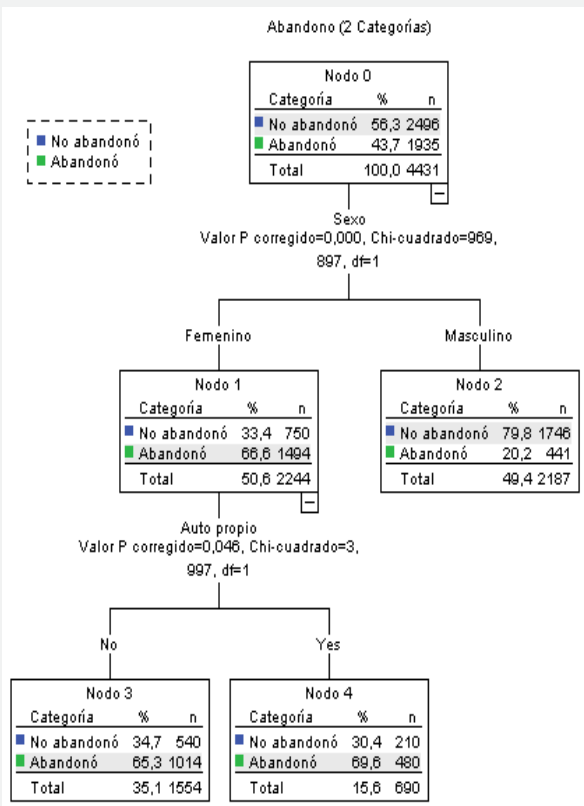 Abandono (2 Categorías)
No abandonó
Abandonó
Nodo 0
Categoría % n
No abandonó 56,3 2496
Abandonó 43,7 1935
Total 100,0 4431
Sexo
Valor P corregido=0,000, Chi-cuadrado=969,
897, df=1
Femenino
Masculino
Nodo 1
Categoría % n
No abandonó 33,4 750
Abandonó 66,6 1494
Total 50,6 2244
Nodo 2
Categoría % n
No abandonó 79,8 1746
Abandonó 20,2 441
Total 49,4 2187
Auto propio
Valor P corregido=0,046, Chi-cuadrado=3,
997, df=1
No
Yes
Nodo 3
Categoría % n
No abandonó 34,7 540
Abandonó 65,3 1014
Total 35,1 1554
Nodo 4
Categoría % n
No abandonó 30,4 210
Abandonó 69,6 480
Total 15,6 690